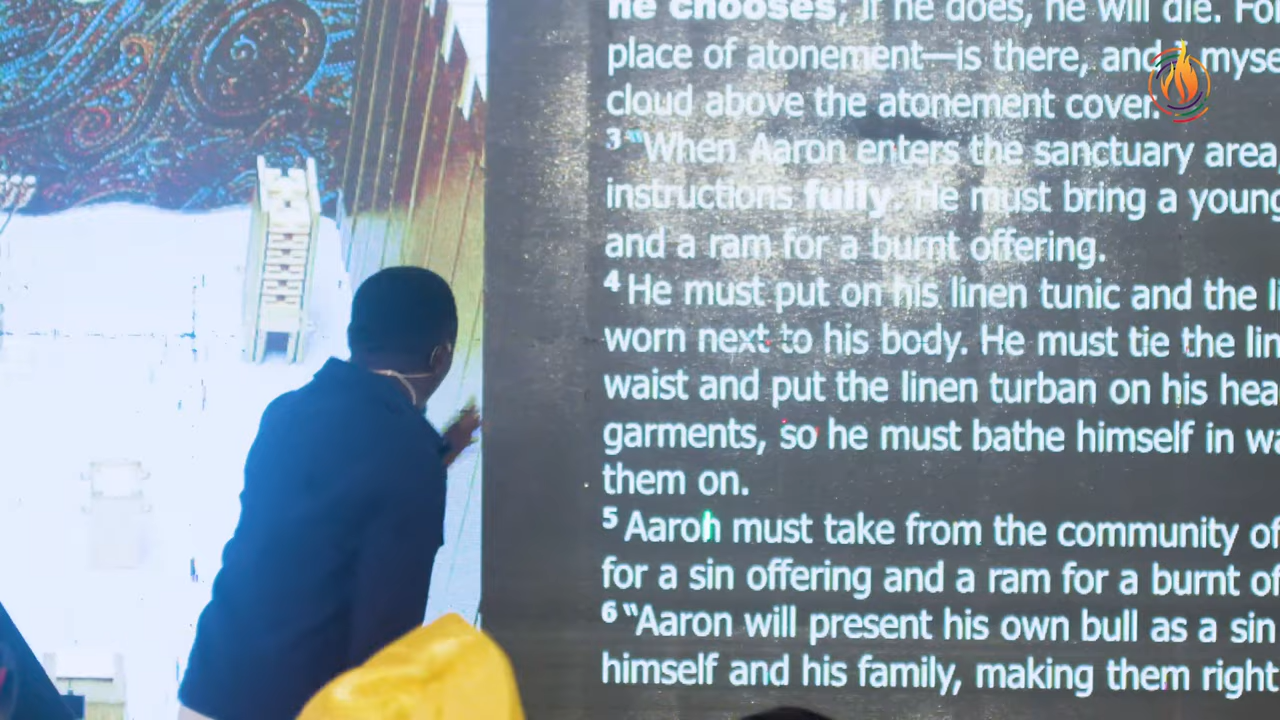 he chooses; if he does, he will die. For
place of atonement—is there, and I myse
cloud above the atonement cover.
3 "When Aaron enters the sanctuary area,
instructions fully. He must bring a young
and a ram for a burnt offering.
4 He must put on his linen tunic and the li
worn next to his body. He must tie the lin
waist and put the linen turban on his hea
garments, so he must bathe himself in wa
them on.
5 Aaron must take from the community of
for a sin offering and a ram for a burnt of
6 "Aaron will present his own bull as a sin
himself and his family, making them right